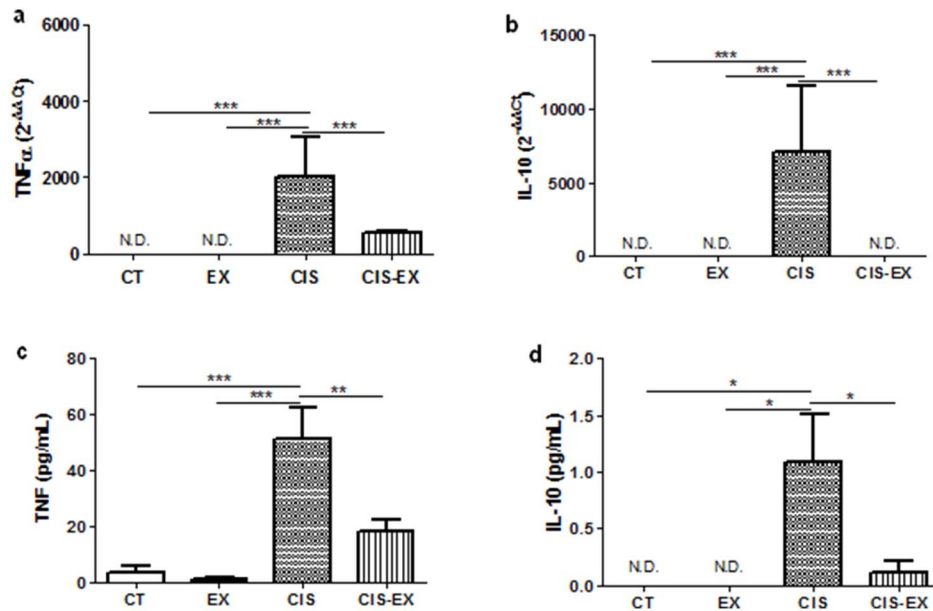 a
6000
4000
2000
0
TNFα (2^-ΔΔCt)
***
***
***
N.D.
N.D.
CT
EX
CIS
CIS-EX
b
15000
10000
5000
0
IL-10 (2^-ΔΔCt)
***
***
***
N.D.
N.D.
N.D.
CT
EX
CIS
CIS-EX
c
80
60
40
20
0
TNF (pg/mL)
***
***
**
CT
EX
CIS
CIS-EX
d
2.0
1.5
1.0
0.5
0.0
IL-10 (pg/mL)
*
*
*
N.D.
N.D.
CT
EX
CIS
CIS-EX